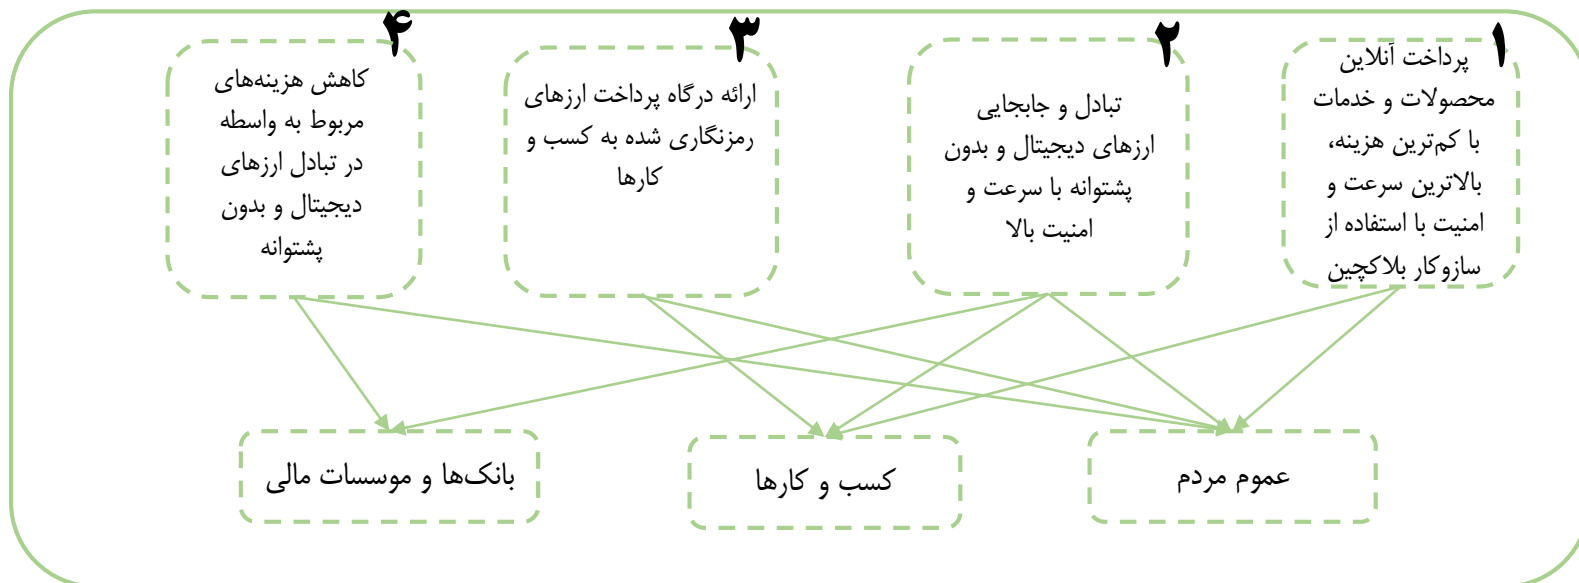 ۱
پرداخت آنلاین
محصولات و خدمات
با کم‌ترین هزینه،
بالاترین سرعت و
امنیت با استفاده از
سازوکار بلاکچین
۲
تبادل و جابجایی
ارزهای دیجیتال و بدون
پشتوانه با سرعت و
امنیت بالا
۳
ارائه درگاه پرداخت ارزهای
رمزنگاری شده به کسب و
کارها
۴
کاهش هزینه‌های
مربوط به واسطه
در تبادل ارزهای
دیجیتال و بدون
پشتوانه
عموم مردم
کسب و کارها
بانک‌ها و موسسات مالی